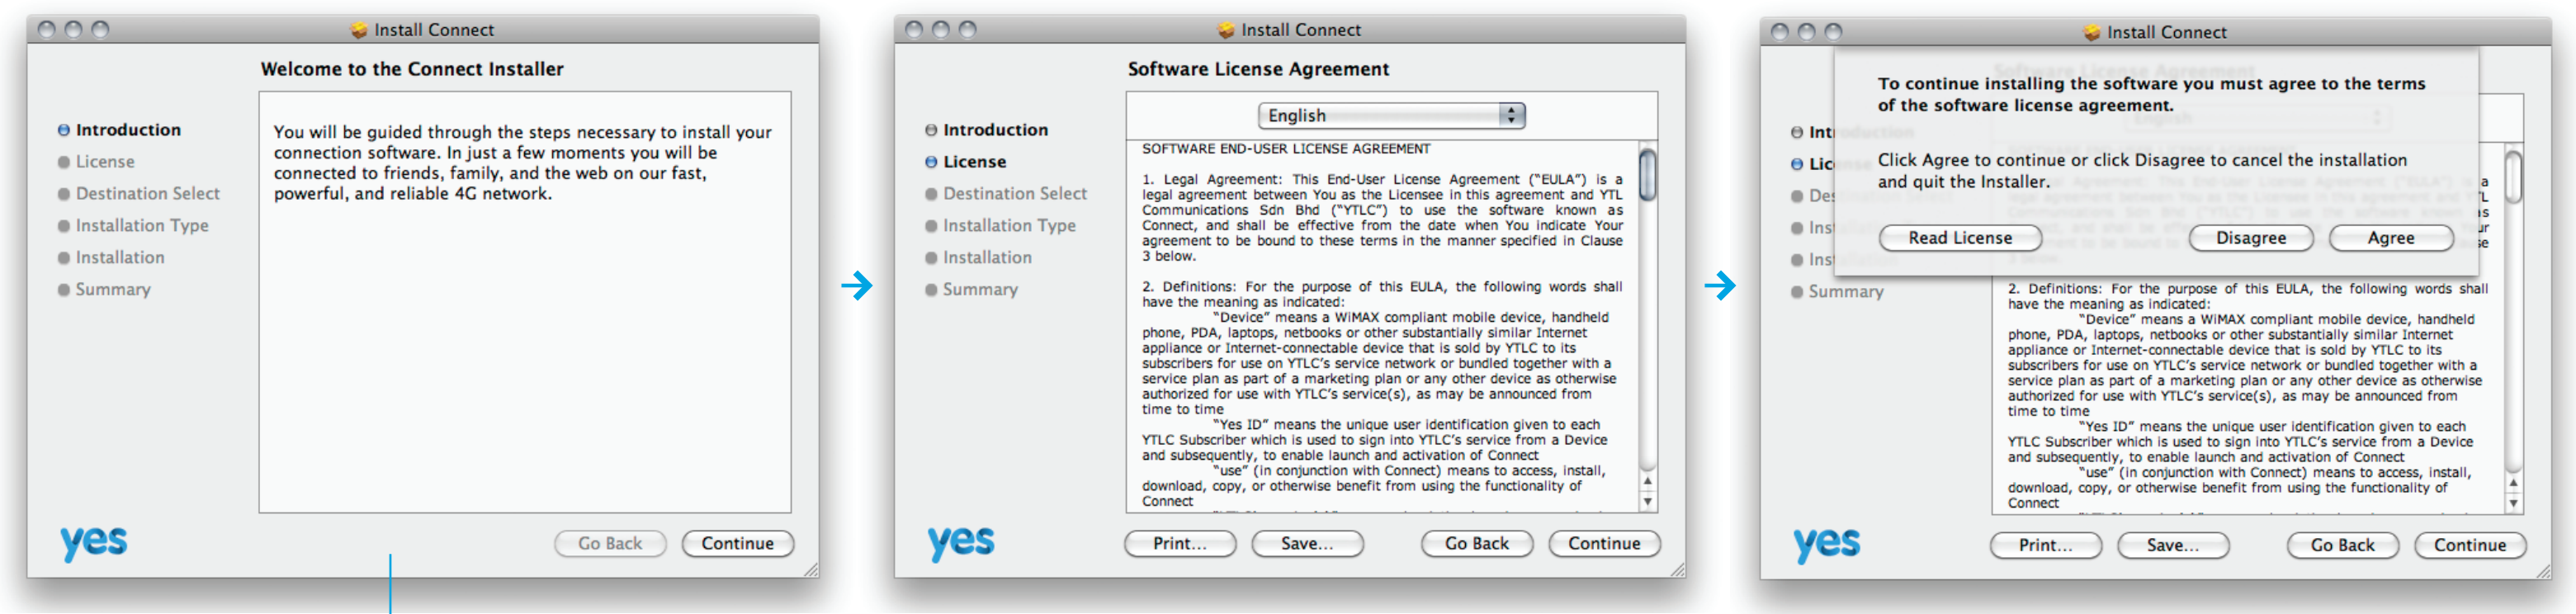 Install Connect
Welcome to the Connect Installer
Introduction
License
Destination Select
Installation Type
Installation
Summary
You will be guided through the steps necessary to install your
connection software. In just a few moments you will be
connected to friends, family, and the web on our fast,
powerful, and reliable 4G network.
yes
Go Back
Continue
Install Connect
Software License Agreement
Introduction
License
Destination Select
Installation Type
Installation
Summary
English
SOFTWARE END-USER LICENSE AGREEMENT
1. Legal Agreement: This End-User License Agreement ("EULA") is a
legal agreement between You as the Licensee in this agreement and YTL
Communications Sdn Bhd ("YTLC") to use the software known as
Connect, and shall be effective from the date when You indicate Your
agreement to be bound to these terms in the manner specified in Clause
3 below.
2. Definitions: For the purpose of this EULA, the following words shall
have the meaning as indicated:
"Device" means a WiMAX compliant mobile device, handheld
phone, PDA, laptops, netbooks or other substantially similar Internet
appliance or Internet-connectable device that is sold by YTLC to its
subscribers for use on YTLC's service network or bundled together with a
service plan as part of a marketing plan or any other device as otherwise
authorized for use with YTLC's service(s), as may be announced from
time to time
"Yes ID" means the unique user identification given to each
YTLC Subscriber which is used to sign into YTLC's service from a Device
and subsequently, to enable launch and activation of Connect
"use" (in conjunction with Connect) means to access, install,
download, copy, or otherwise benefit from using the functionality of
Connect
yes
Print...
Save...
Go Back
Continue
Install Connect
To continue installing the software you must agree to the terms
of the software license agreement.
Click Agree to continue or click Disagree to cancel the installation
and quit the Installer.
Read License
Disagree
Agree
Introduction
License
Summary
2. Definitions: For the purpose of this EULA, the following words shall
have the meaning as indicated:
"Device" means a WiMAX compliant mobile device, handheld
phone, PDA, laptops, netbooks or other substantially similar Internet
appliance or Internet-connectable device that is sold by YTLC to its
subscribers for use on YTLC's service network or bundled together with a
service plan as part of a marketing plan or any other device as otherwise
authorized for use with YTLC's service(s), as may be announced from
time to time
"Yes ID" means the unique user identification given to each
YTLC Subscriber which is used to sign into YTLC's service from a Device
and subsequently, to enable launch and activation of Connect
"use" (in conjunction with Connect) means to access, install,
download, copy, or otherwise benefit from using the functionality of
Connect
yes
Print...
Save...
Go Back
Continue